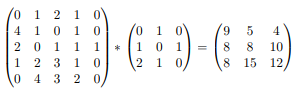 0 1 2 1 0
4 1 0 1 0
2 0 1 1 1
1 2 3 1 0
0 4 3 2 0
*
0 1 0
1 0 1
2 1 0
=
9 5 4
8 8 10
8 15 12